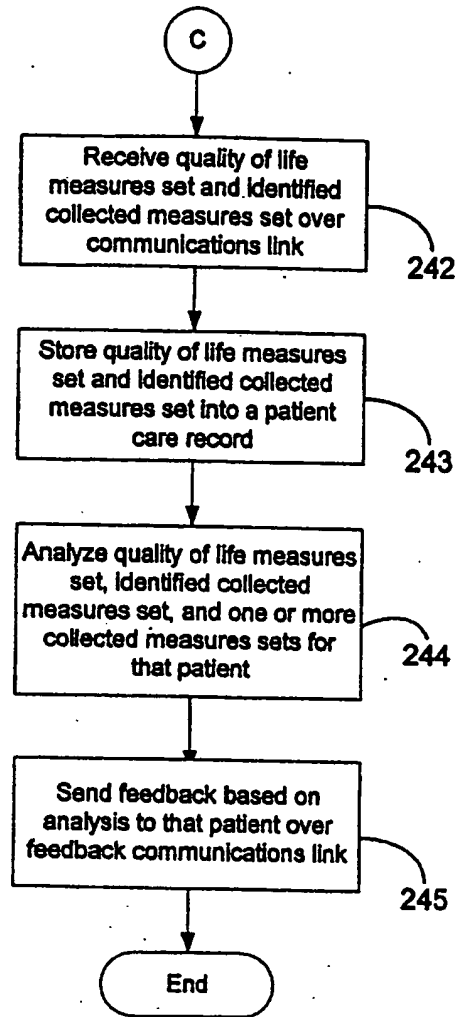 C
Receive quality of life
measures set and identified
collected measures set over
communications link
242
Store quality of life measures
set and identified collected
measures set into a patient
care record
243
Analyze quality of life measures
set, identified collected
measures set, and one or more
collected measures sets for
that patient
244
Send feedback based on
analysis to that patient over
feedback communications link
245
End